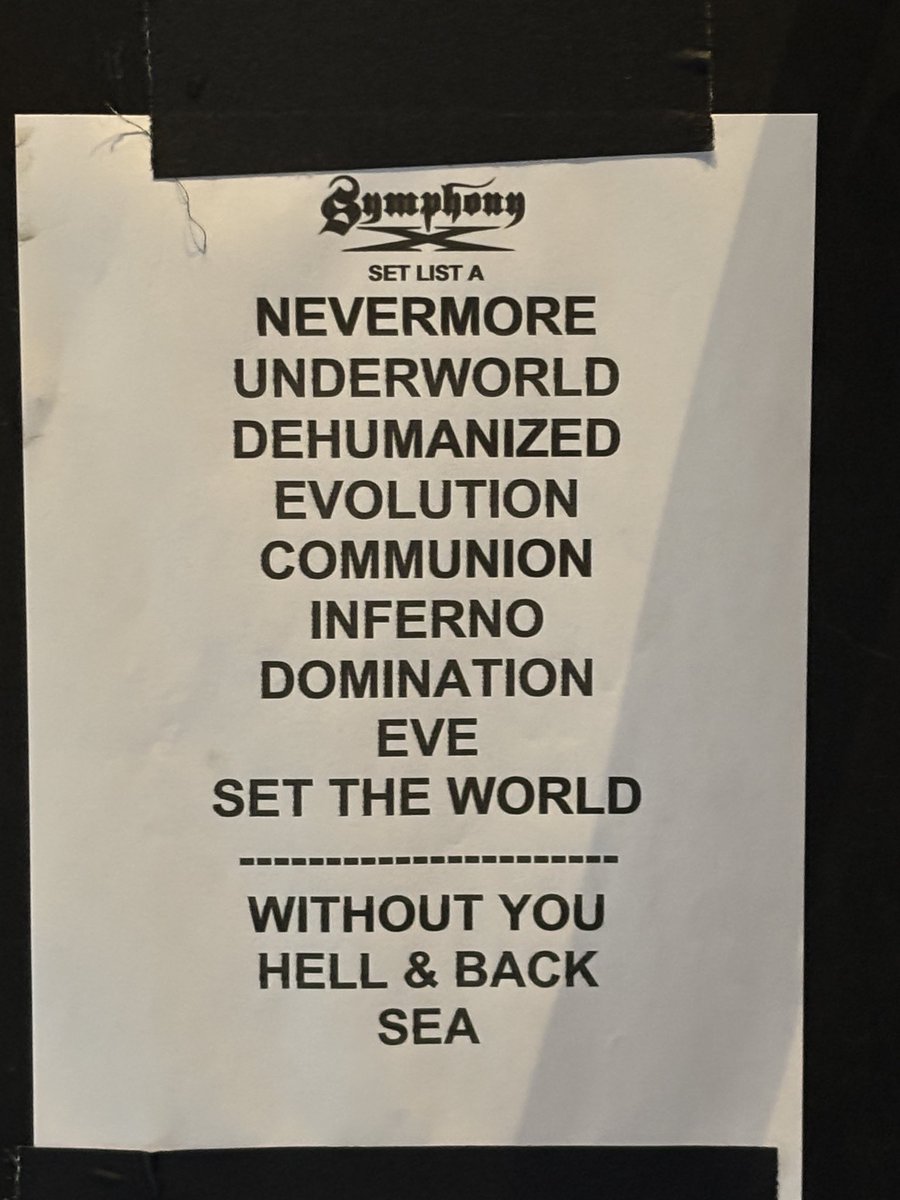 Symphony
X
SET LIST A
NEVERMORE
UNDERWORLD
DEHUMANIZED
EVOLUTION
COMMUNION
INFERNO
DOMINATION
EVE
SET THE WORLD
----------------------
WITHOUT YOU
HELL & BACK
SEA